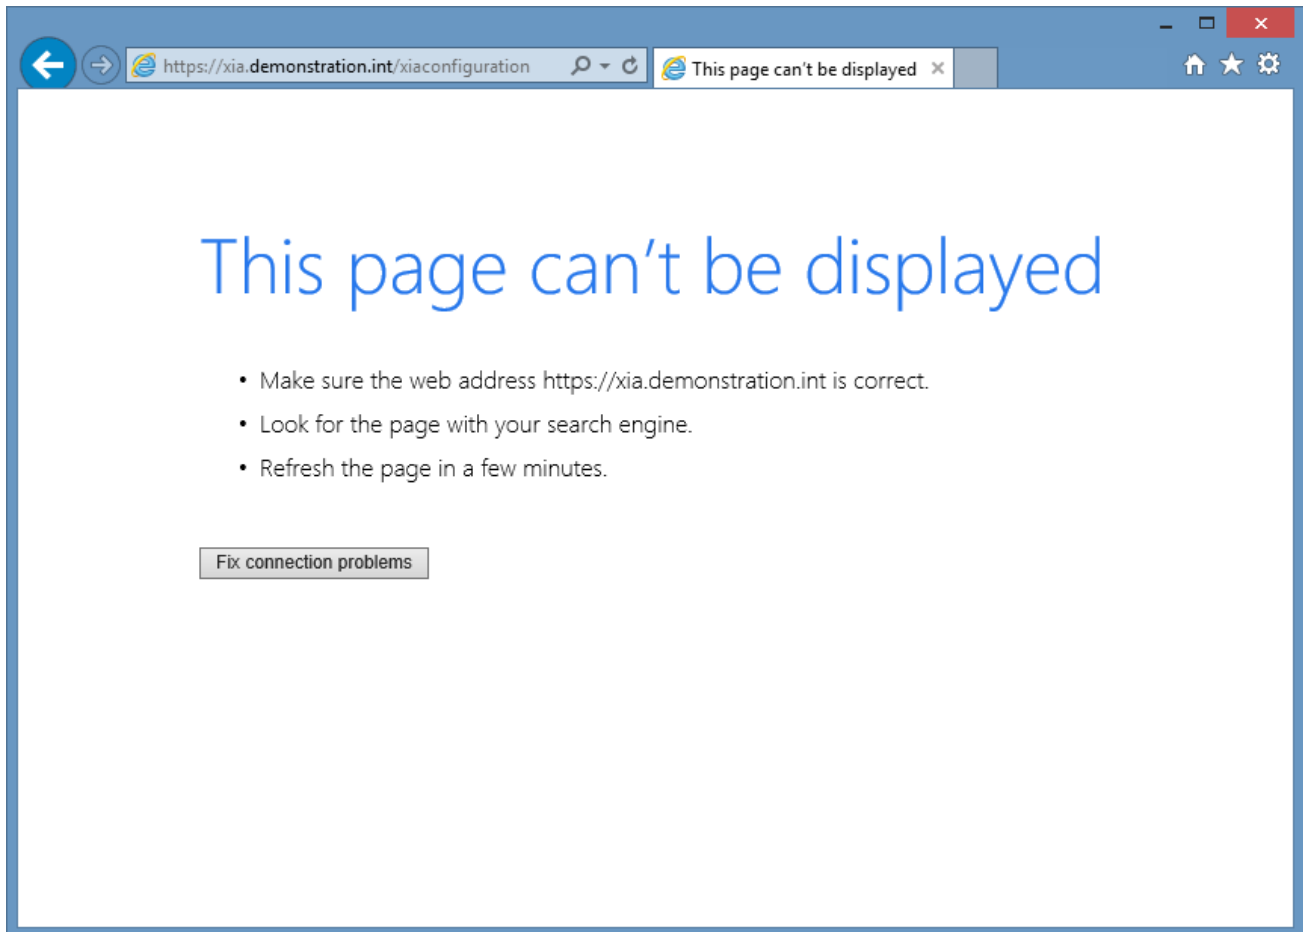 https://xia.demonstration.int/xiaconfiguration
This page can't be displayed
This page can't be displayed
• Make sure the web address https://xia.demonstration.int is correct.
• Look for the page with your search engine.
• Refresh the page in a few minutes.
Fix connection problems